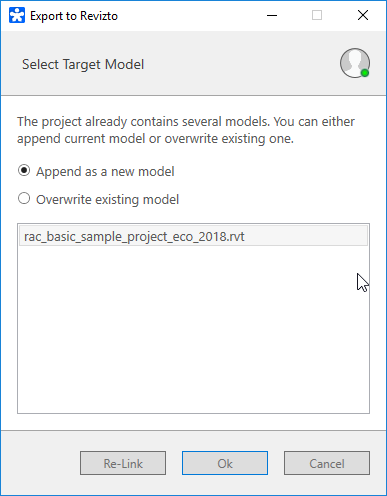 Export to Revizto
Select Target Model
The project already contains several models. You can either
append current model or overwrite existing one.
Append as a new model
Overwrite existing model
rac_basic_sample_project_eco_2018.rvt
Re-Link
Ok
Cancel